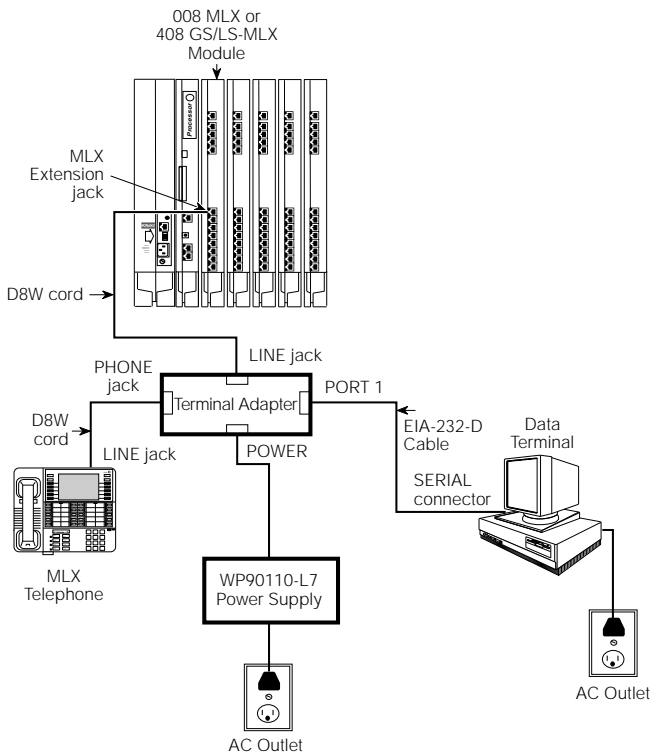 008 MLX or
408 GS/LS-MLX
Module
Processor
MLX
Extension
jack
D8W cord
LINE jack
PHONE
jack
Terminal Adapter
PORT 1
D8W
cord
LINE jack
POWER
EIA-232-D
Cable
Data
Terminal
SERIAL
connector
MLX
Telephone
WP90110-L7
Power Supply
AC Outlet
AC Outlet